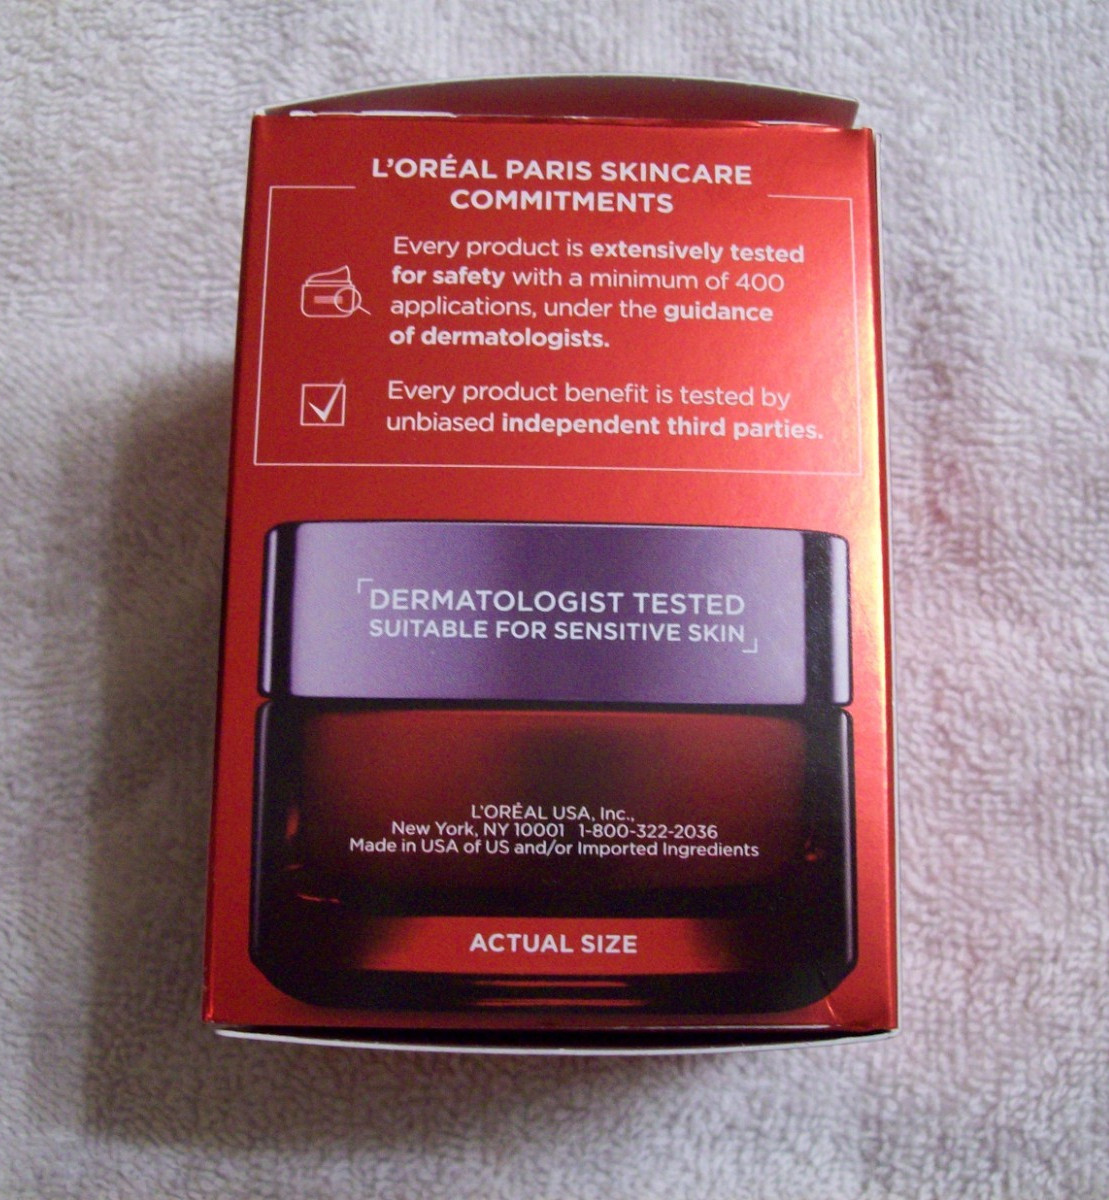 L'ORÉAL PARIS SKINCARE
COMMITMENTS
Every product is extensively tested
for safety with a minimum of 400
applications, under the guidance
of dermatologists.
Every product benefit is tested by
unbiased independent third parties.
DERMATOLOGIST TESTED
SUITABLE FOR SENSITIVE SKIN
L'ORÉAL USA, Inc.,
New York, NY 10001 1-800-322-2036
Made in USA of US and/or Imported Ingredients
ACTUAL SIZE